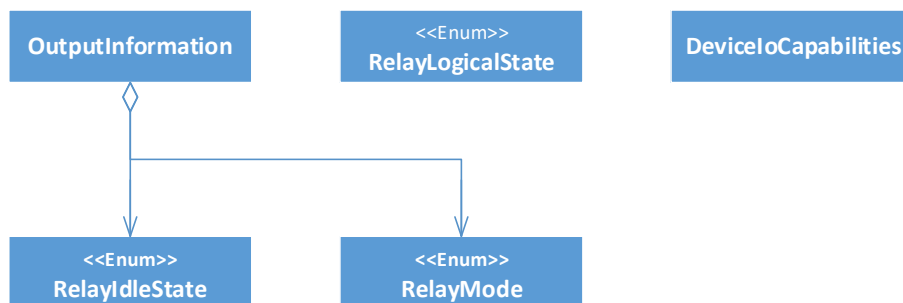 OutputInformation
<<Enum>>
RelayLogicalState
DeviceIoCapabilities
<<Enum>>
RelayIdleState
<<Enum>>
RelayMode